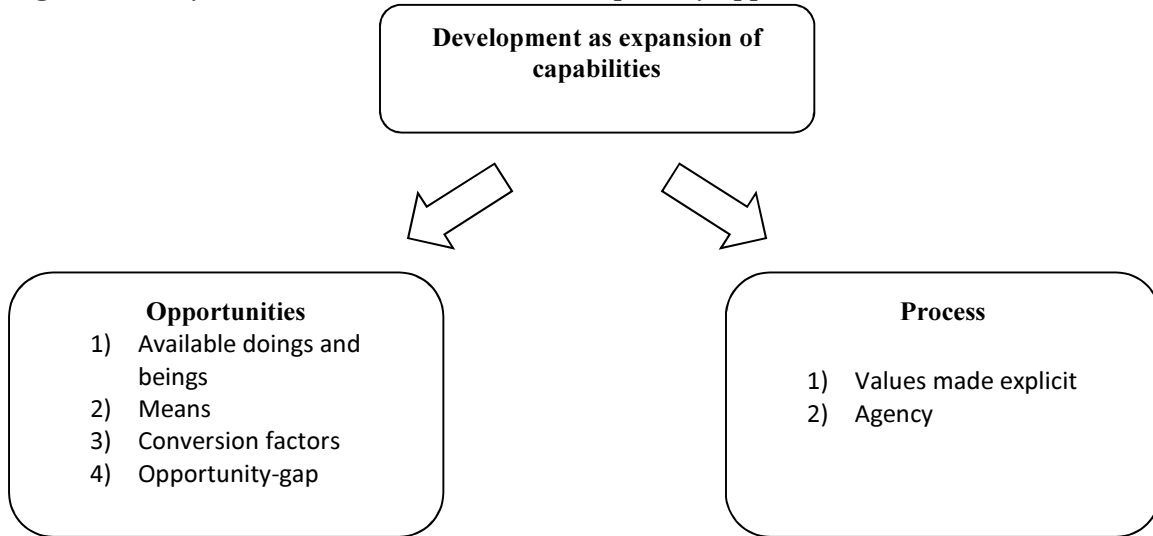 Development as expansion of
capabilities
Opportunities
1) Available doings and
beings
2) Means
3) Conversion factors
4) Opportunity-gap
Process
1) Values made explicit
2) Agency